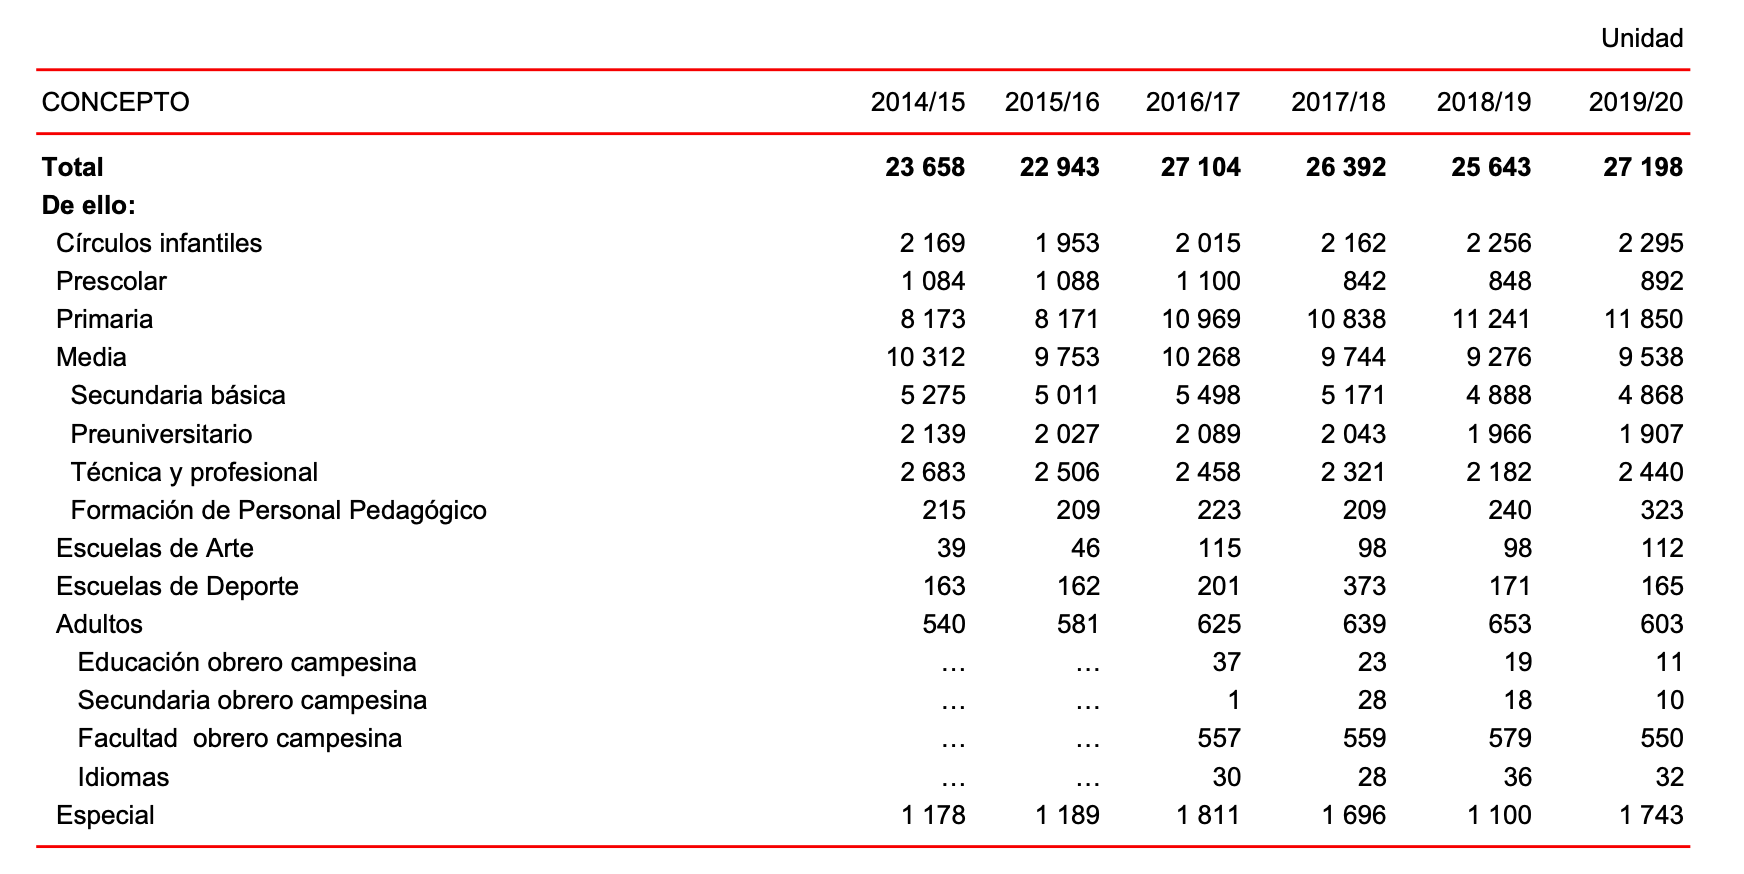 Unidad
CONCEPTO 2014/15 2015/16 2016/17 2017/18 2018/19 2019/20
Total 23 658 22 943 27 104 26 392 25 643 27 198
De ello:
Círculos infantiles 2 169 1 953 2 015 2 162 2 256 2 295
Prescolar 1 084 1 088 1 100 842 848 892
Primaria 8 173 8 171 10 969 10 838 11 241 11 850
Media 10 312 9 753 10 268 9 744 9 276 9 538
Secundaria básica 5 275 5 011 5 498 5 171 4 888 4 868
Preuniversitario 2 139 2 027 2 089 2 043 1 966 1 907
Técnica y profesional 2 683 2 506 2 458 2 321 2 182 2 440
Formación de Personal Pedagógico 215 209 223 209 240 323
Escuelas de Arte 39 46 115 98 98 112
Escuelas de Deporte 163 162 201 373 171 165
Adultos 540 581 625 639 653 603
Educación obrero campesina … … 37 23 19 11
Secundaria obrero campesina … … 1 28 18 10
Facultad  obrero campesina … … 557 559 579 550
Idiomas … … 30 28 36 32
Especial 1 178 1 189 1 811 1 696 1 100 1 743